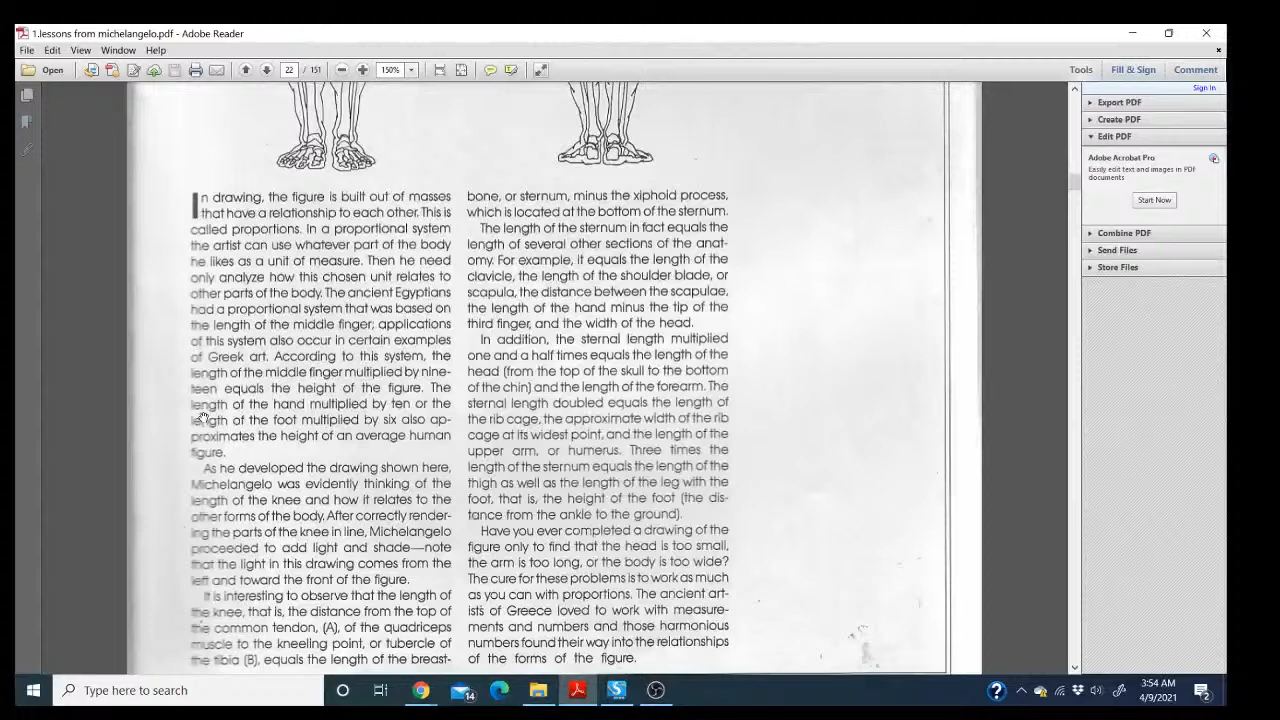 1.lessons from michelangelo.pdf - Adobe Reader
File Edit View Window Help
Open
22 / 151
150%
Tools Fill & Sign Comment
Sign In
Export PDF
Create PDF
Edit PDF
Adobe Acrobat Pro
Easily edit text and images in PDF
documents
Start Now
Combine PDF
Send Files
Store Files
In drawing, the figure is built out of masses
that have a relationship to each other. This is
called proportions. In a proportional system
the artist can use whatever part of the body
he likes as a unit of measure. Then he need
only analyze how this chosen unit relates to
other parts of the body. The ancient Egyptians
had a proportional system that was based on
the length of the middle finger; applications
of this system also occur in certain examples
of Greek art. According to this system, the
length of the middle finger multiplied by nine-
teen equals the height of the figure. The
length of the hand multiplied by ten or the
length of the foot multiplied by six also ap-
proximates the height of an average human
figure.
As he developed the drawing shown here,
Michelangelo was evidently thinking of the
length of the knee and how it relates to the
other forms of the body. After correctly render-
ing the parts of the knee in line, Michelangelo
proceeded to add light and shade—note
that the light in this drawing comes from the
left and toward the front of the figure.
It is interesting to observe that the length of
the knee, that is, the distance from the top of
the common tendon, (A), of the quadriceps
muscle to the kneeling point, or tubercle of
the tibia (B), equals the length of the breast-
bone, or sternum, minus the xiphoid process,
which is located at the bottom of the sternum.
The length of the sternum in fact equals the
length of several other sections of the anat-
omy. For example, it equals the length of the
clavicle, the length of the shoulder blade, or
scapula, the distance between the scapulae,
the length of the hand minus the tip of the
third finger, and the width of the head.
In addition, the sternal length multiplied
one and a half times equals the length of the
head (from the top of the skull to the bottom
of the chin) and the length of the forearm. The
sternal length doubled equals the length of
the rib cage, the approximate width of the rib
cage at its widest point, and the length of the
upper arm, or humerus. Three times the
length of the sternum equals the length of the
thigh as well as the length of the leg with the
foot, that is, the height of the foot (the dis-
tance from the ankle to the ground).
Have you ever completed a drawing of the
figure only to find that the head is too small,
the arm is too long, or the body is too wide?
The cure for these problems is to work as much
as you can with proportions. The ancient art-
ists of Greece loved to work with measure-
ments and numbers and those harmonious
numbers found their way into the relationships
of the forms of the figure.
Type here to search
14
3:54 AM
4/9/2021
2